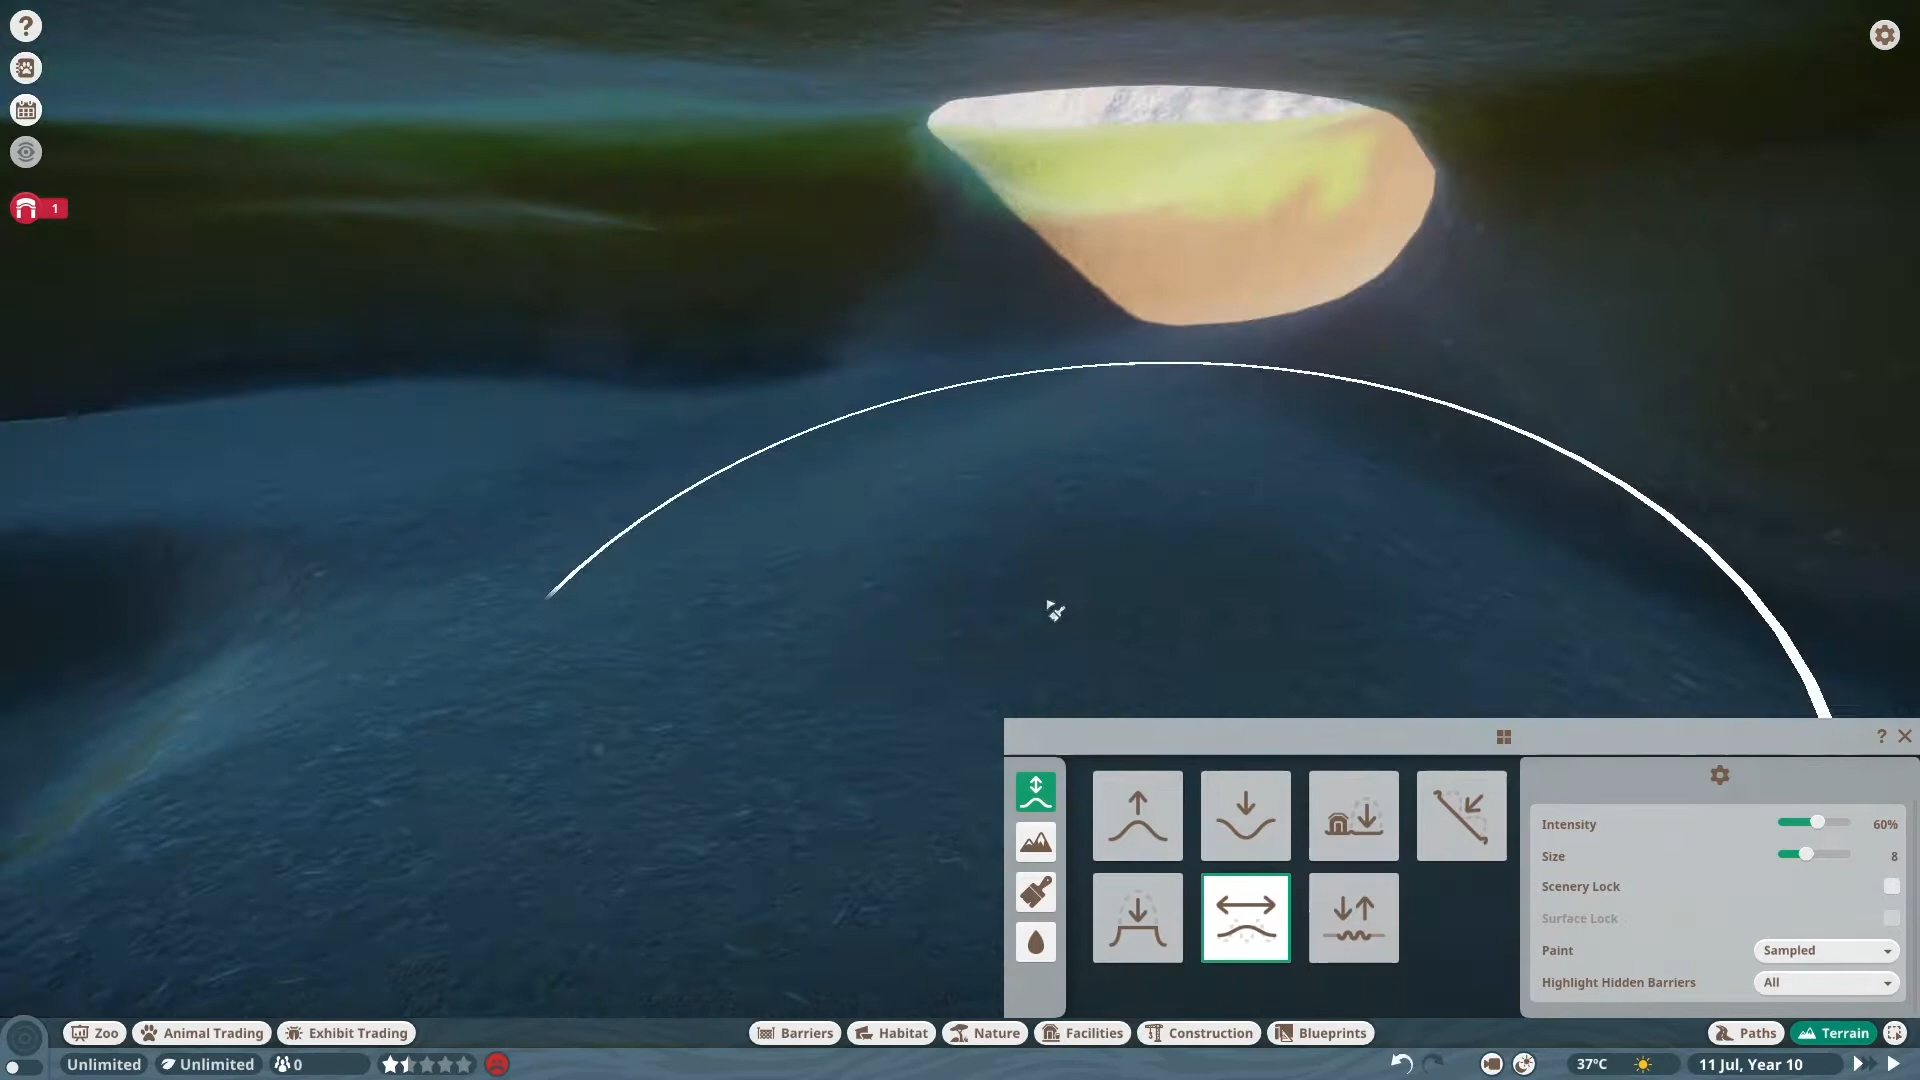 ?
1
? 
Intensity 60%
Size 8
Scenery Lock
Surface Lock
Paint Sampled
Highlight Hidden Barriers All
Zoo Animal Trading Exhibit Trading Barriers Habitat Nature Facilities Construction Blueprints Paths Terrain
Unlimited Unlimited 0 37°C 11 Jul, Year 10